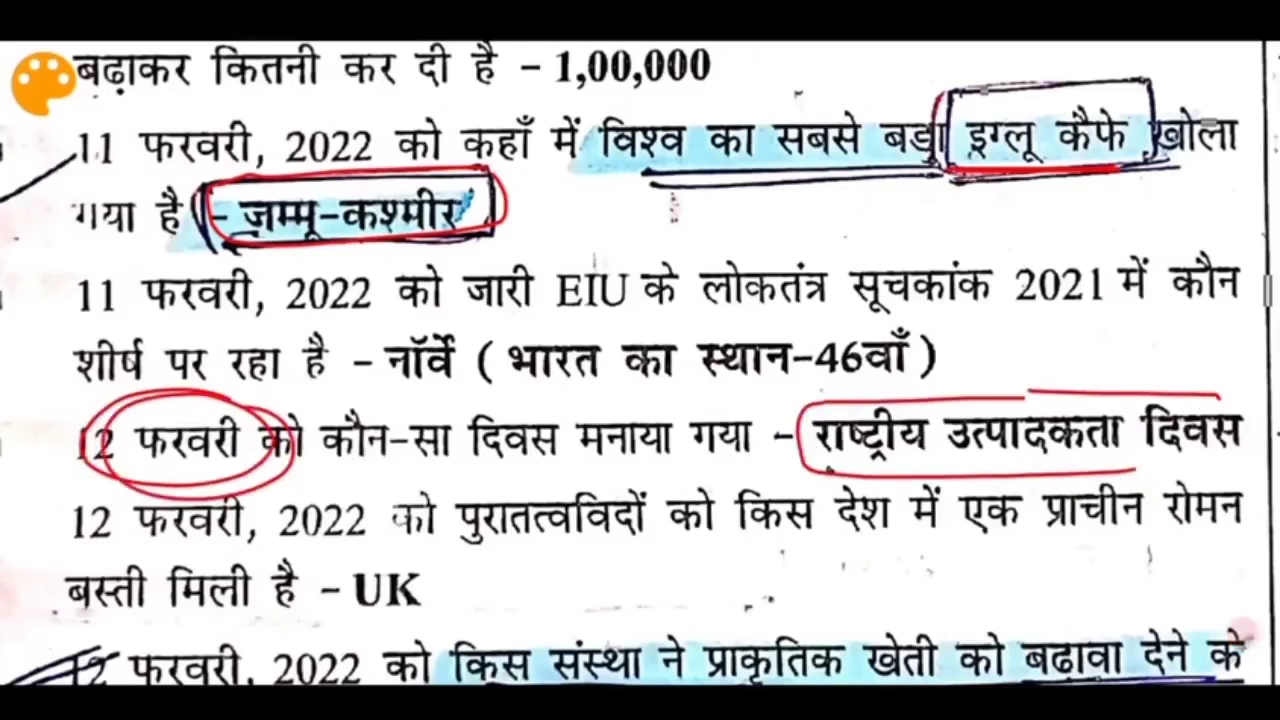 बढ़ाकर कितनी कर दी है - 1,00,000
11 फरवरी, 2022 को कहाँ में विश्व का सबसे बड़ा इग्लू कैफे खोला
गया है - जम्मू-कश्मीर
11 फरवरी, 2022 को जारी EIU के लोकतंत्र सूचकांक 2021 में कौन
शीर्ष पर रहा है - नॉर्वे ( भारत का स्थान-46वाँ )
12 फरवरी को कौन-सा दिवस मनाया गया - राष्ट्रीय उत्पादकता दिवस
12 फरवरी, 2022 को पुरातत्वविदों को किस देश में एक प्राचीन रोमन
बस्ती मिली है - UK
12 फरवरी, 2022 को किस संस्था ने प्राकृतिक खेती को बढ़ावा देने के